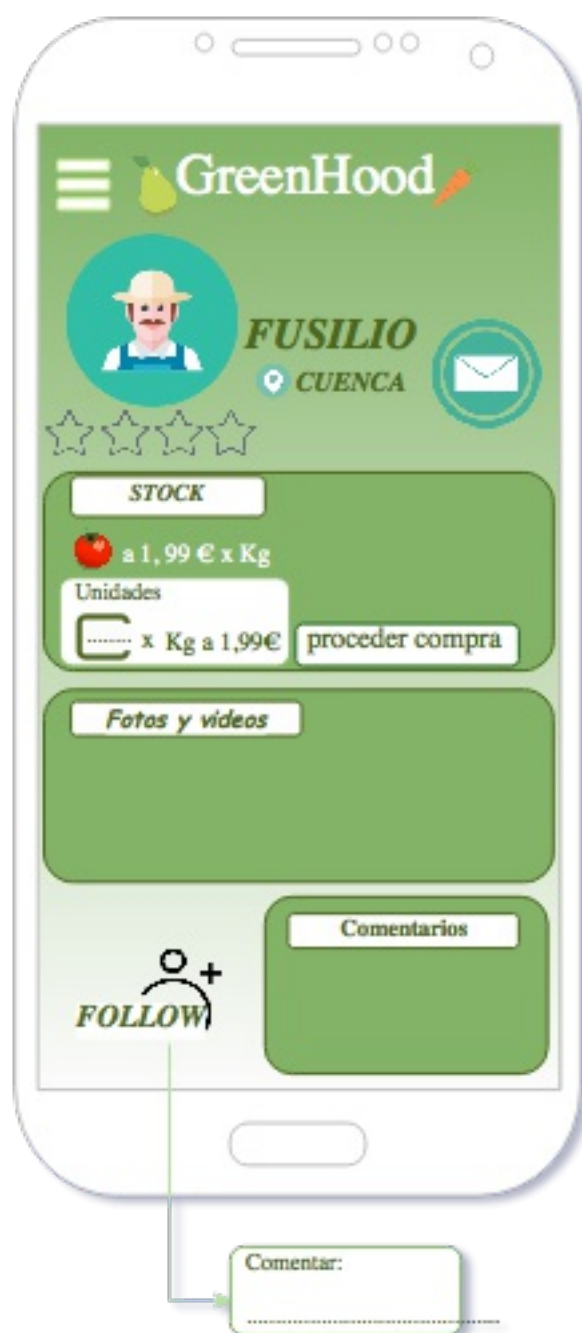 GreenHood
FUSILIO
CUENCA
STOCK
a 1, 99 € x Kg
Unidades
........ x Kg a 1,99€
proceder compra
Fotos y videos
Comentarios
FOLLOW
Comentar: